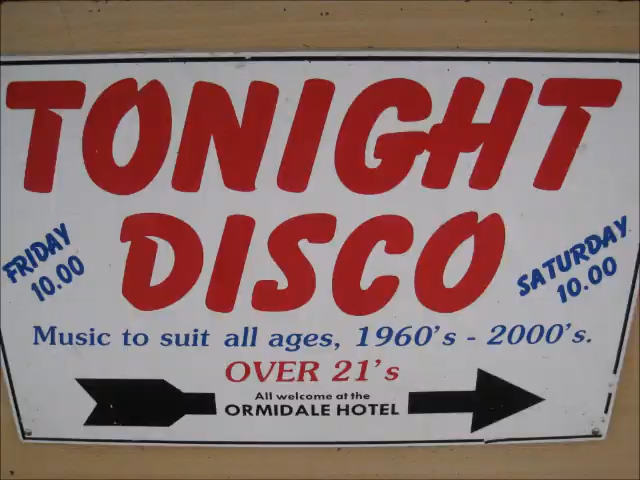 TONIGHT
DISCO
FRIDAY
10.00
SATURDAY
10.00
Music to suit all ages, 1960's - 2000's.
OVER 21's
All welcome at the
ORMIDALE HOTEL